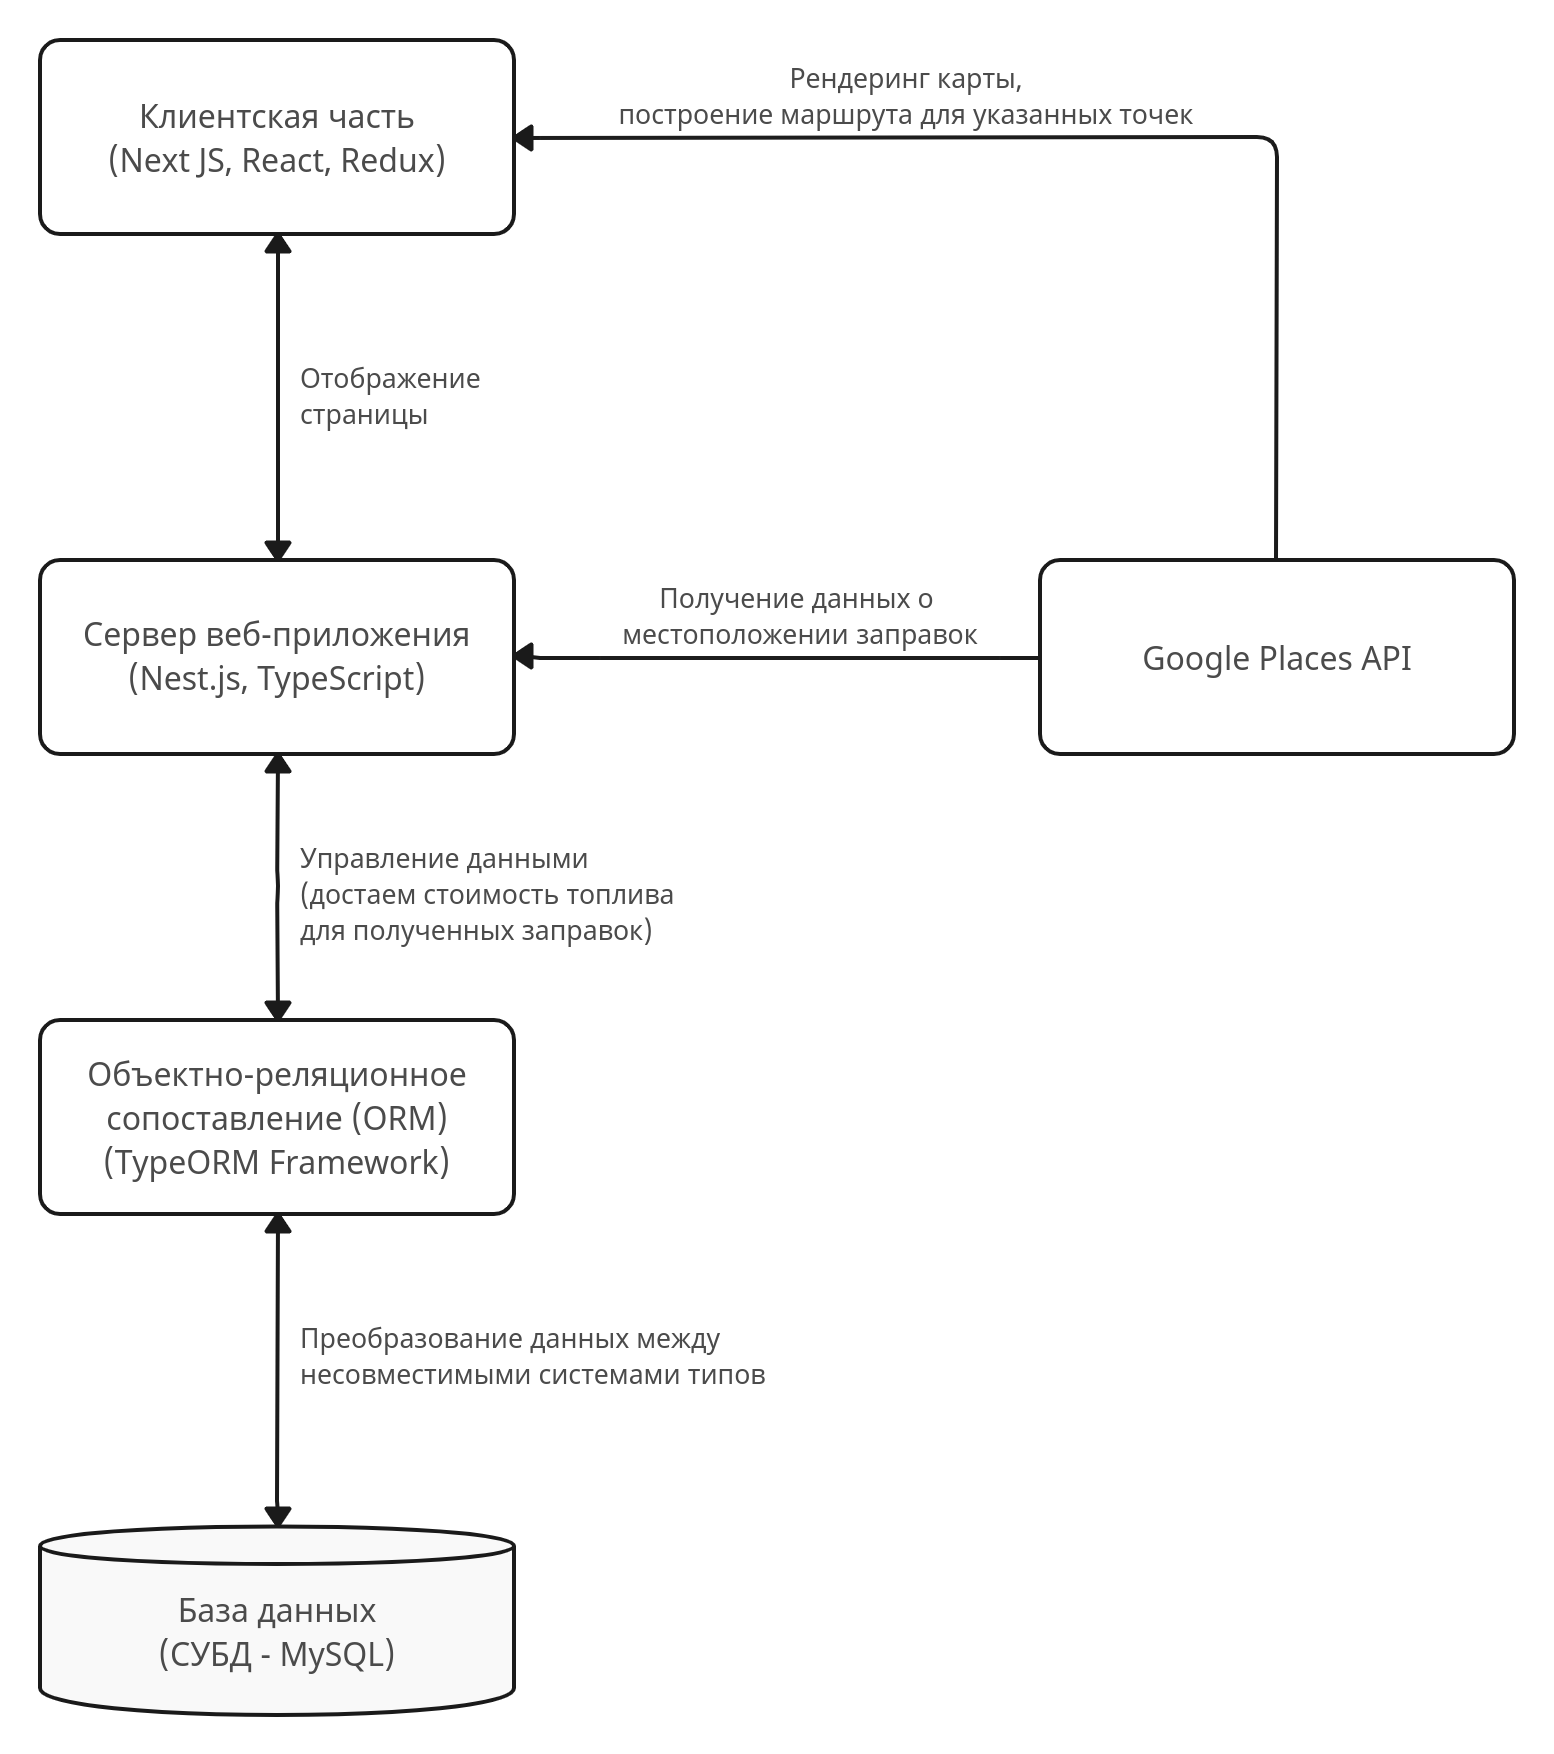 Клиентская часть
(Next JS, React, Redux)
Рендеринг карты,
построение маршрута для указанных точек
Отображение
страницы
Сервер веб-приложения
(Nest.js, TypeScript)
Получение данных о
местоположении заправок
Google Places API
Управление данными
(достаем стоимость топлива
для полученных заправок)
Объектно-реляционное
сопоставление (ORM)
(TypeORM Framework)
Преобразование данных между
несовместимыми системами типов
База данных
(СУБД - MySQL)